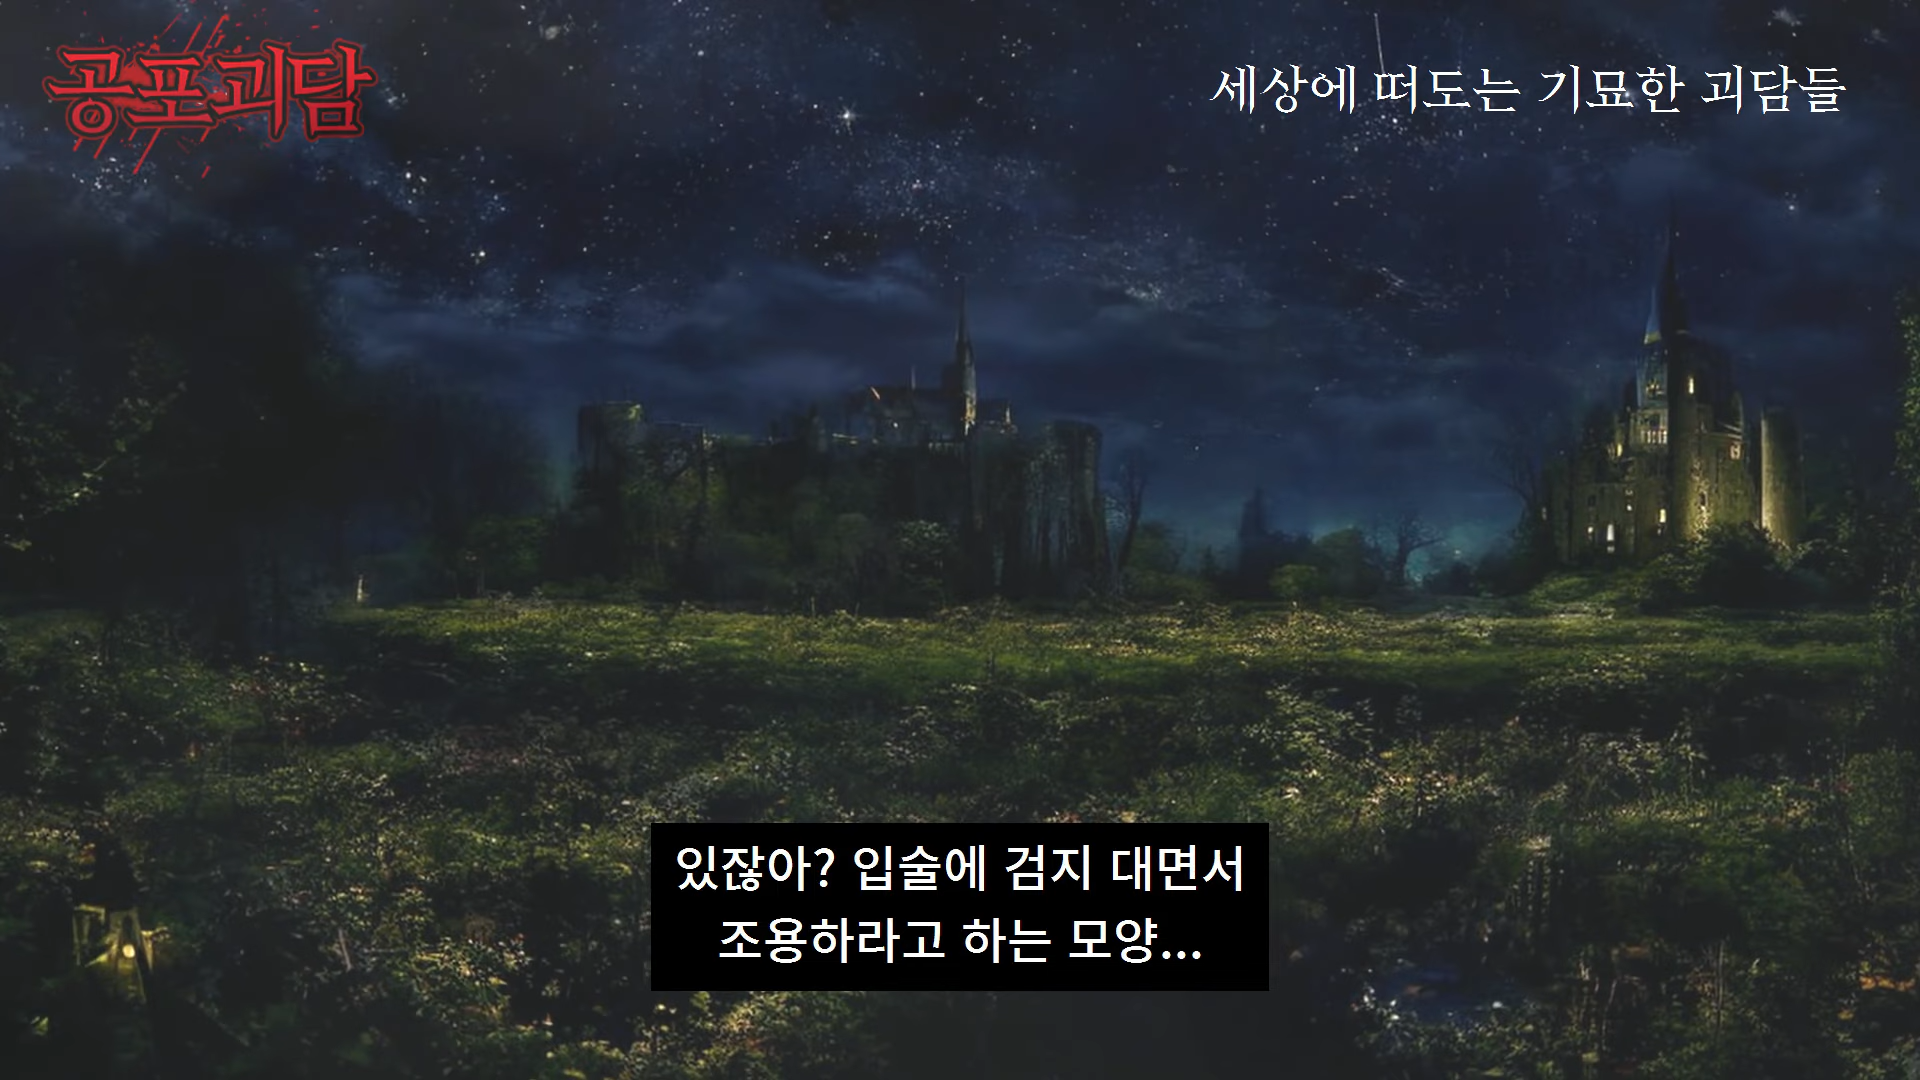 공포괴담
세상에 떠도는 기묘한 괴담들
있잖아? 입술에 검지 대면서
조용하라고 하는 모양...